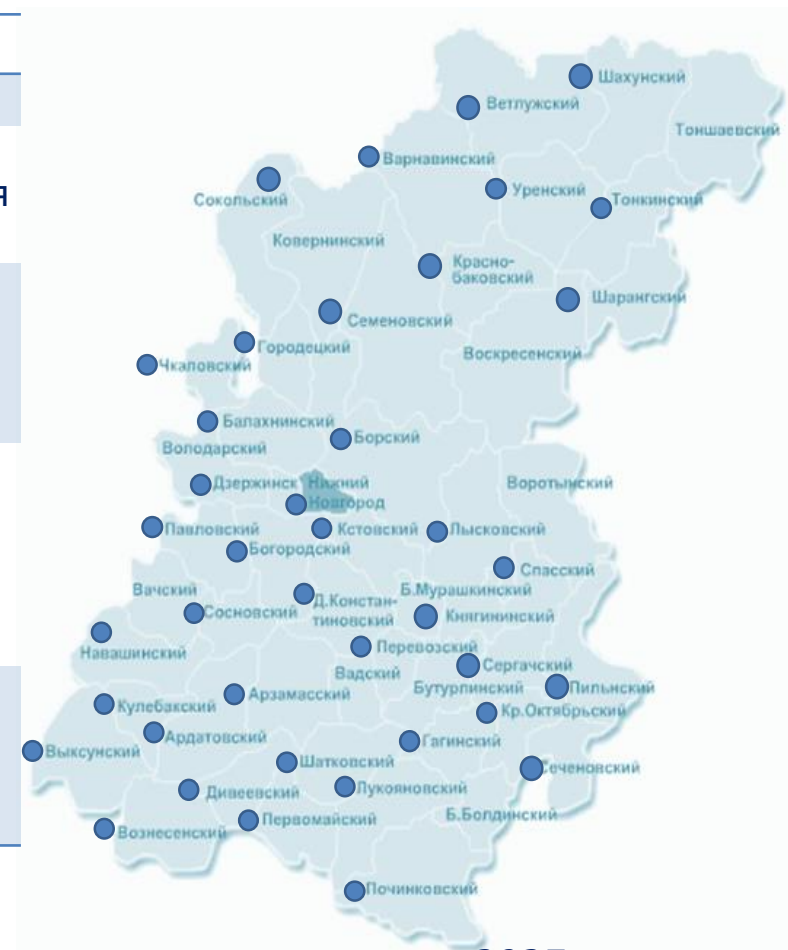 Шахунский
Ветлужский
Тоншаевский
Варнавинский
я
Уренский
Тонкинский
Сокольский
Ковернинский
Красно-
баковский
Шарангский
Семеновский
Городецкий
Воскресенский
Чкаловский
Балахнинский
Борский
Володарский
Дзержинск
Нижний
Новгород
Воротынский
Павловский
Кстовский
Лысковский
Богородский
Спасский
Вачский
Б.Мурашкинский
Д.Констан-
тиновский
Сосновский
Княгининский
Перевозский
Навашинский
Сергачский
Вадский
Бутурлинский
Пильнский
Арзамасский
Кулебакский
Кр.Октябрьский
Ардатовский
Гагинский
Выксунский
Шатковский
Сеченовский
Дивеевский
Лукояновский
Б.Болдинский
Первомайский
Вознесенский
Починковский